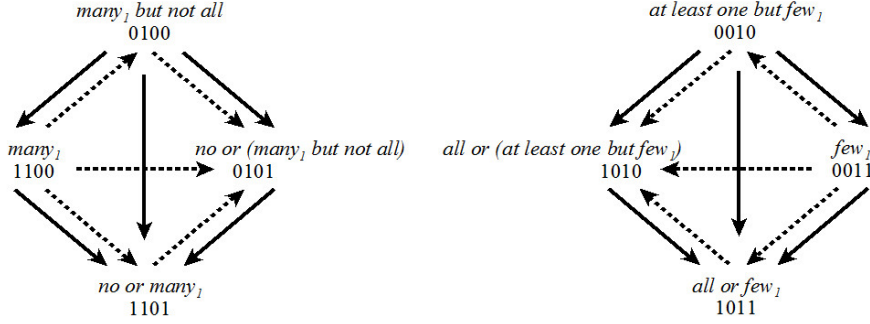 many₁ but not all
0100
at least one but few₁
0010
many₁
1100
no or (many₁ but not all)
0101
all or (at least one but few₁)
1010
few₁
0011
no or many₁
1101
all or few₁
1011